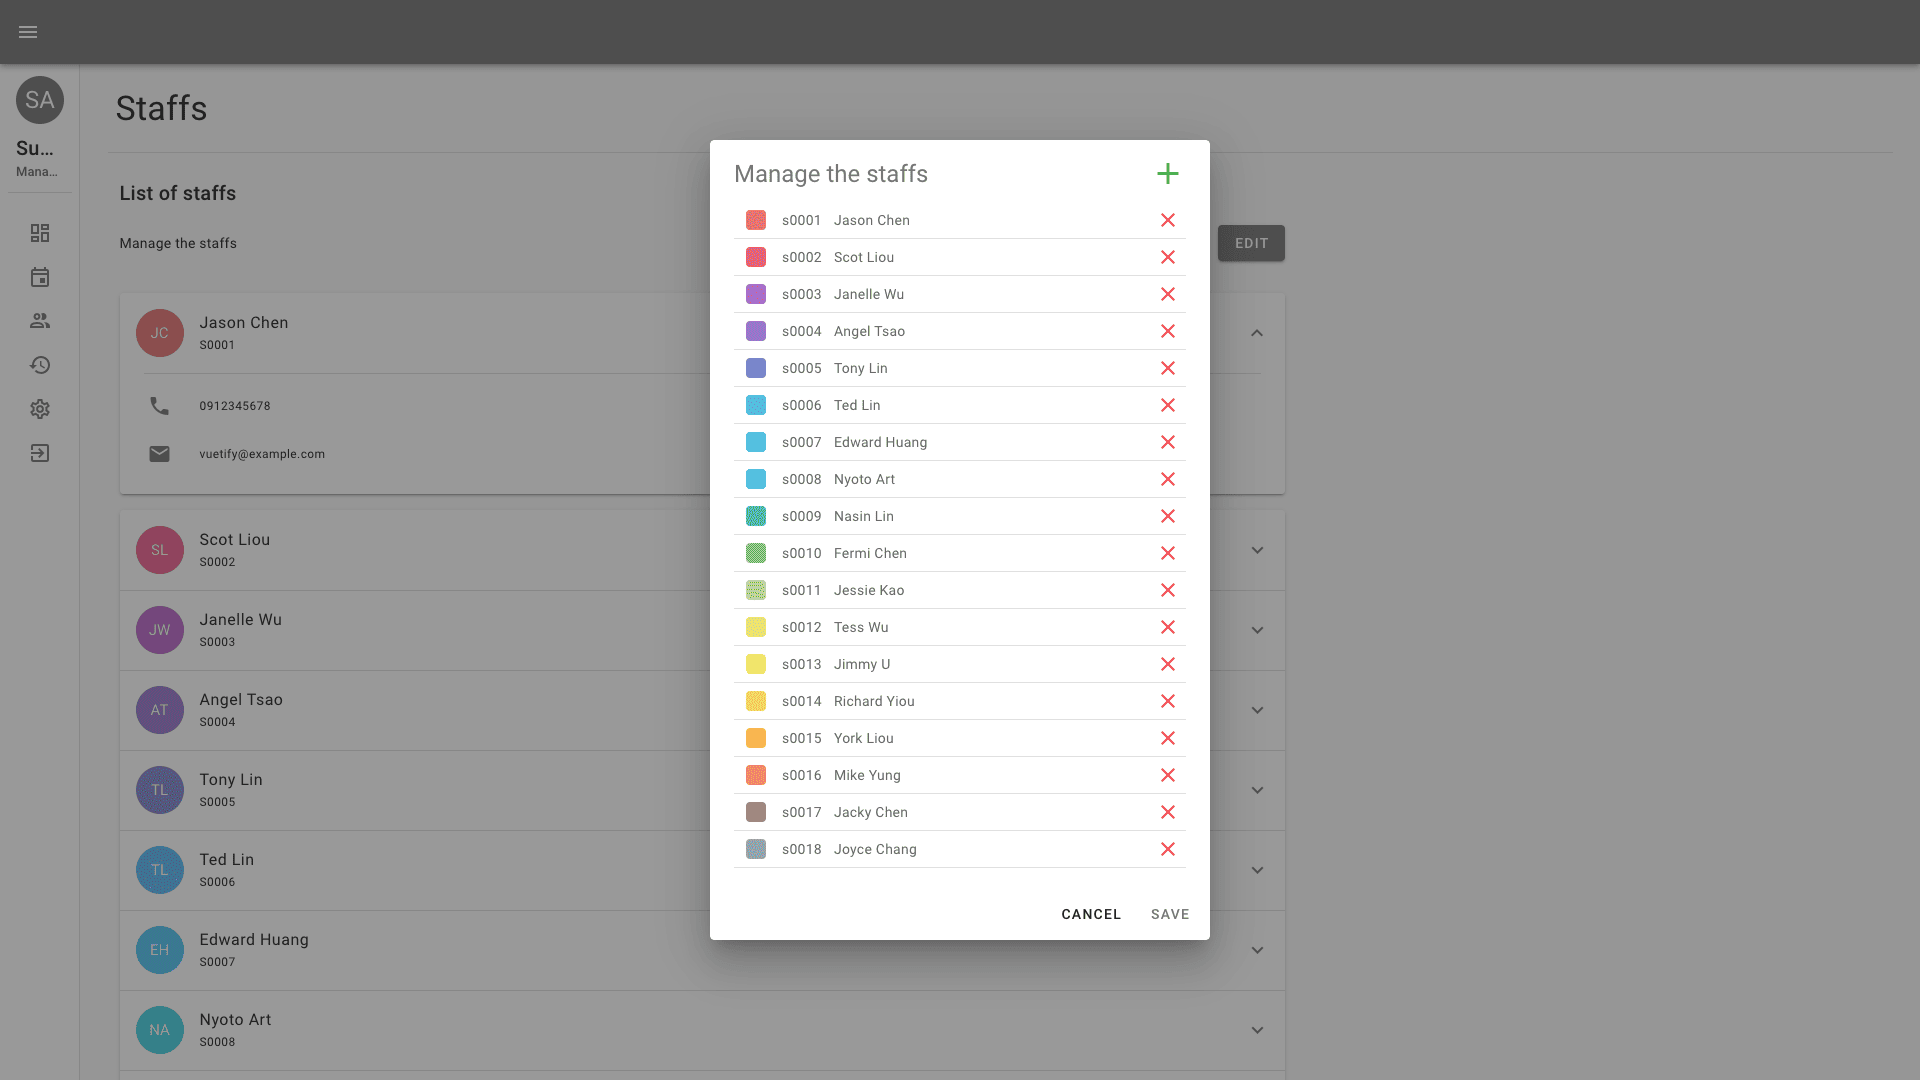 SA
Su...
Mana...
Staffs
List of staffs
Manage the staffs
EDIT
JC
Jason Chen
S0001
0912345678
vuetify@example.com
SL
Scot Liou
S0002
JW
Janelle Wu
S0003
AT
Angel Tsao
S0004
TL
Tony Lin
S0005
TL
Ted Lin
S0006
EH
Edward Huang
S0007
NA
Nyoto Art
S0008
Manage the staffs
s0001 Jason Chen
s0002 Scot Liou
s0003 Janelle Wu
s0004 Angel Tsao
s0005 Tony Lin
s0006 Ted Lin
s0007 Edward Huang
s0008 Nyoto Art
s0009 Nasin Lin
s0010 Fermi Chen
s0011 Jessie Kao
s0012 Tess Wu
s0013 Jimmy U
s0014 Richard Yiou
s0015 York Liou
s0016 Mike Yung
s0017 Jacky Chen
s0018 Joyce Chang
CANCEL SAVE